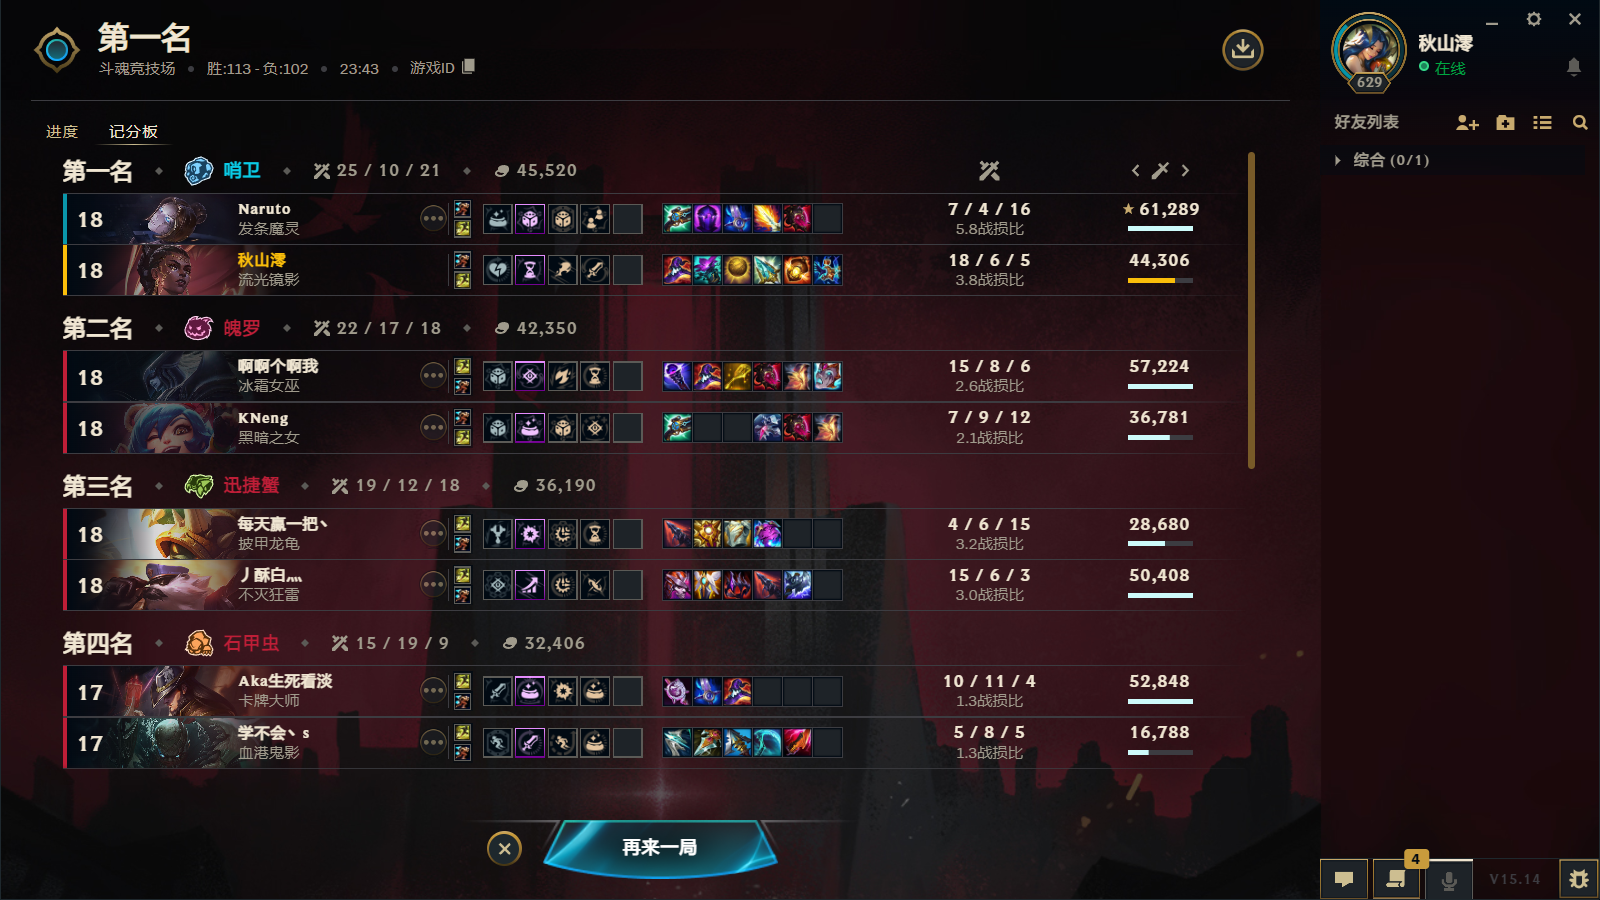 第一名
斗魂竞技场 • 胜:113 - 负:102 • 23:43 • 游戏ID
进度 记分板
第一名 哨卫 25 / 10 / 21 45,520
18 Naruto 发条魔灵 7 / 4 / 16 5.8战损比 61,289
18 秋山澪 流光镜影 18 / 6 / 5 3.8战损比 44,306
第二名 魄罗 22 / 17 / 18 42,350
18 啊啊个啊我 冰霜女巫 15 / 8 / 6 2.6战损比 57,224
18 KNeng 黑暗之女 7 / 9 / 12 2.1战损比 36,781
第三名 迅捷蟹 19 / 12 / 18 36,190
18 每天赢一把丶 披甲龙龟 4 / 6 / 15 3.2战损比 28,680
18 丿酥白灬 不灭狂雷 15 / 6 / 3 3.0战损比 50,408
第四名 石甲虫 15 / 19 / 9 32,406
17 Aka生死看淡 卡牌大师 10 / 11 / 4 1.3战损比 52,848
17 学不会丶s 血港鬼影 5 / 8 / 5 1.3战损比 16,788
再来一局
629
秋山澪
在线
好友列表
综合 (0/1)
4
V15.14